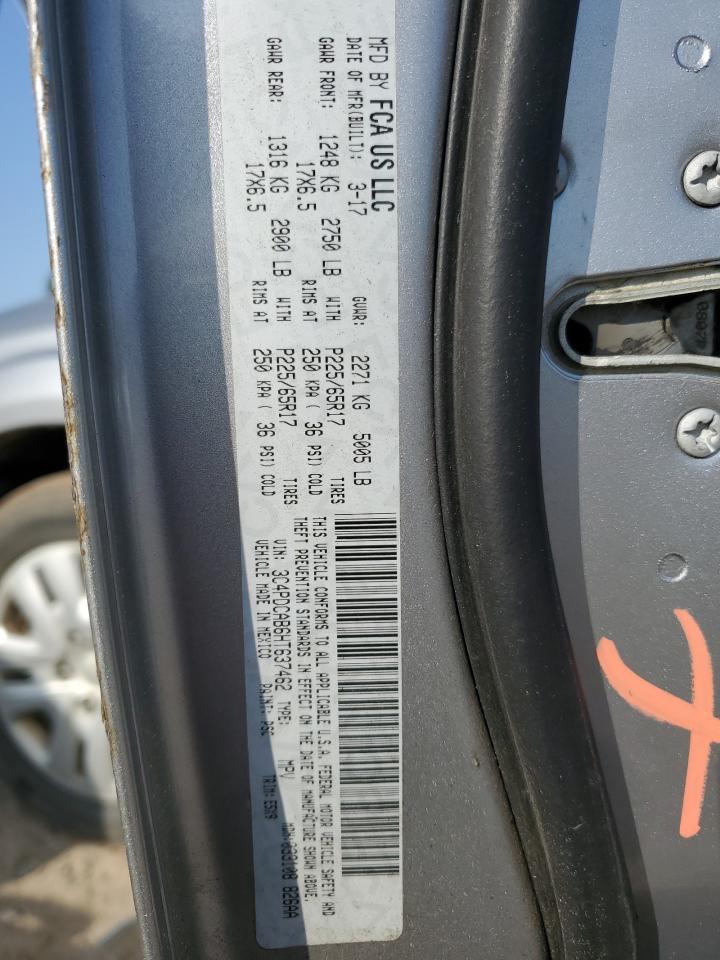 MFD BY FCA US LLC
DATE OF MFR(BUILT): 3-17 GVWR: 2271 KG 5005 LB
GAWR FRONT: 1248 KG 2750 LB WITH P225/65R17 TIRES
17X6.5 RIMS AT 250 KPA ( 36 PSI) COLD
GAWR REAR: 1316 KG 2900 LB WITH P225/65R17 TIRES
17X6.5 RIMS AT 250 KPA ( 36 PSI) COLD
THIS VEHICLE CONFORMS TO ALL APPLICABLE U.S.A. FEDERAL MOTOR VEHICLE SAFETY AND
THEFT PREVENTION STANDARDS IN EFFECT ON THE DATE OF MANUFACTURE SHOWN ABOVE.
VIN: 3C4PDCAB6HT637462 TYPE: MPV
VEHICLE IN MEXICO PAINT: PSC TRIM:
826AA